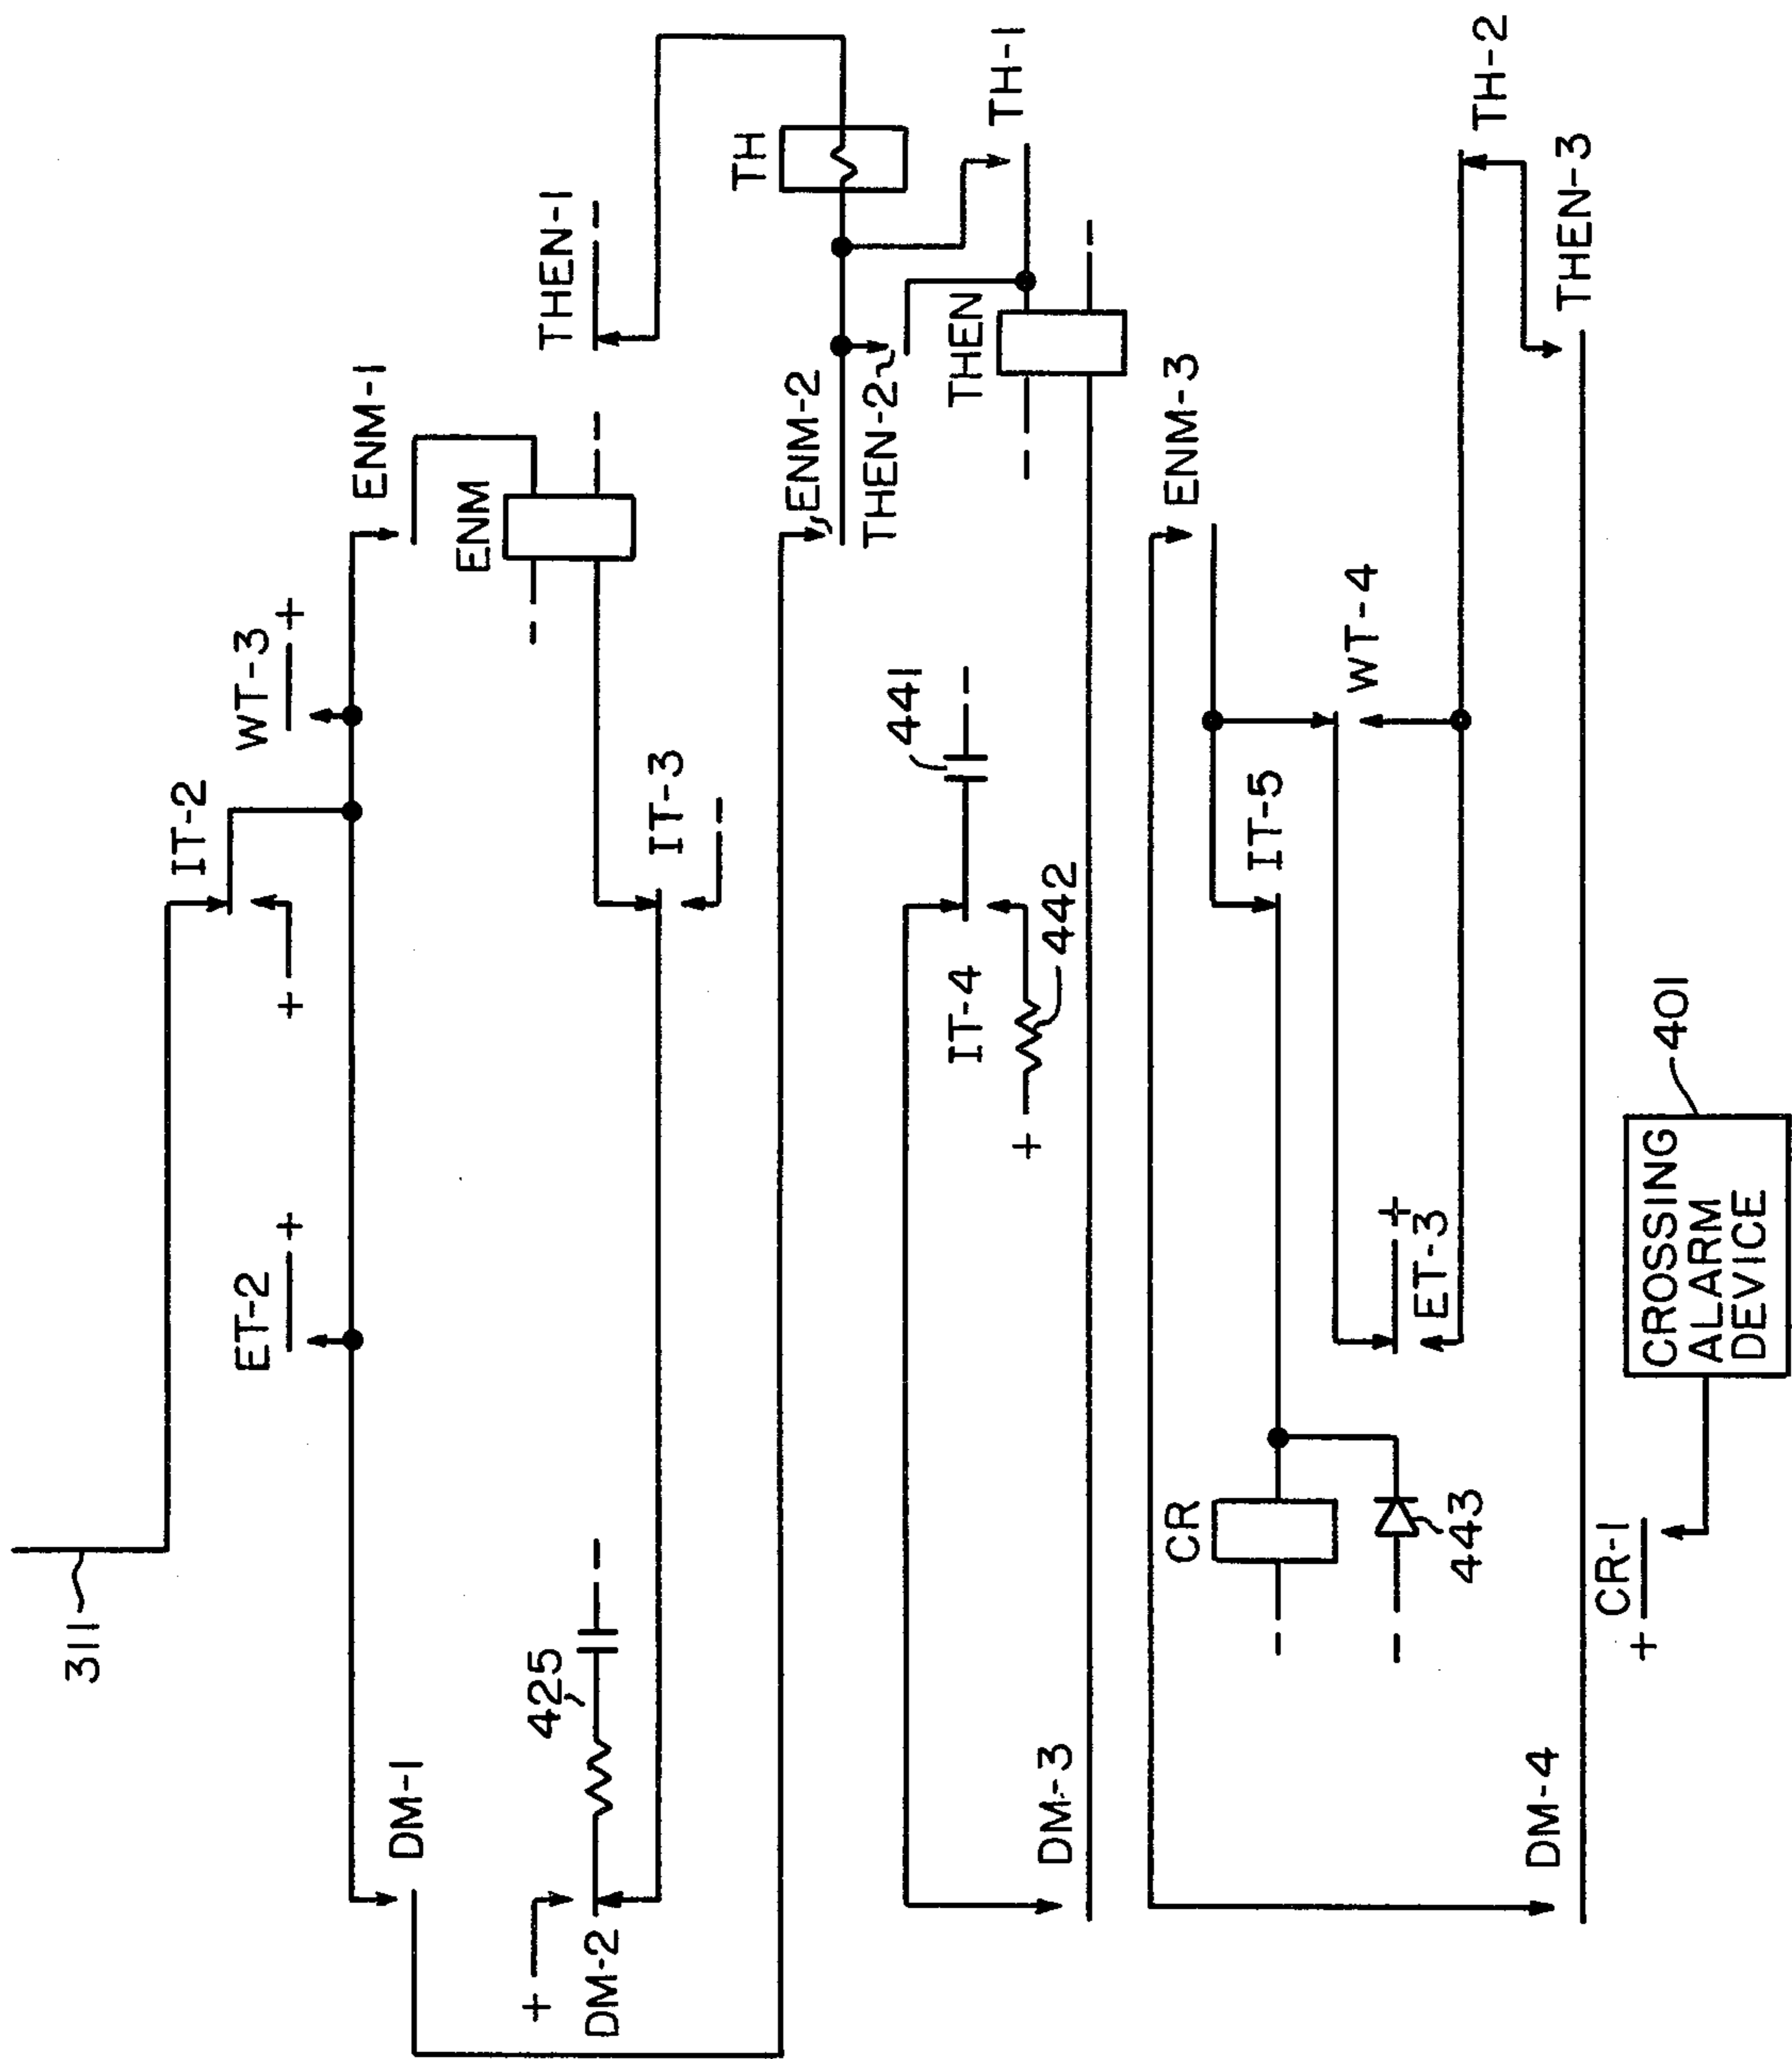 311
IT-2
WT-3
+
+
ET-2
+
ENM-1
DM-1
ENM
THEN-1
425
+
DM-2
IT-3
TH
ENM-2
THEN-2
TH-1
441
THEN
IT-4
442
+
DM-3
ENM-3
IT-5
WT-4
CR
ET-3
+
443
TH-2
THEN-3
DM-4
CR-1
+
401
CROSSING
ALARM
DEVICE